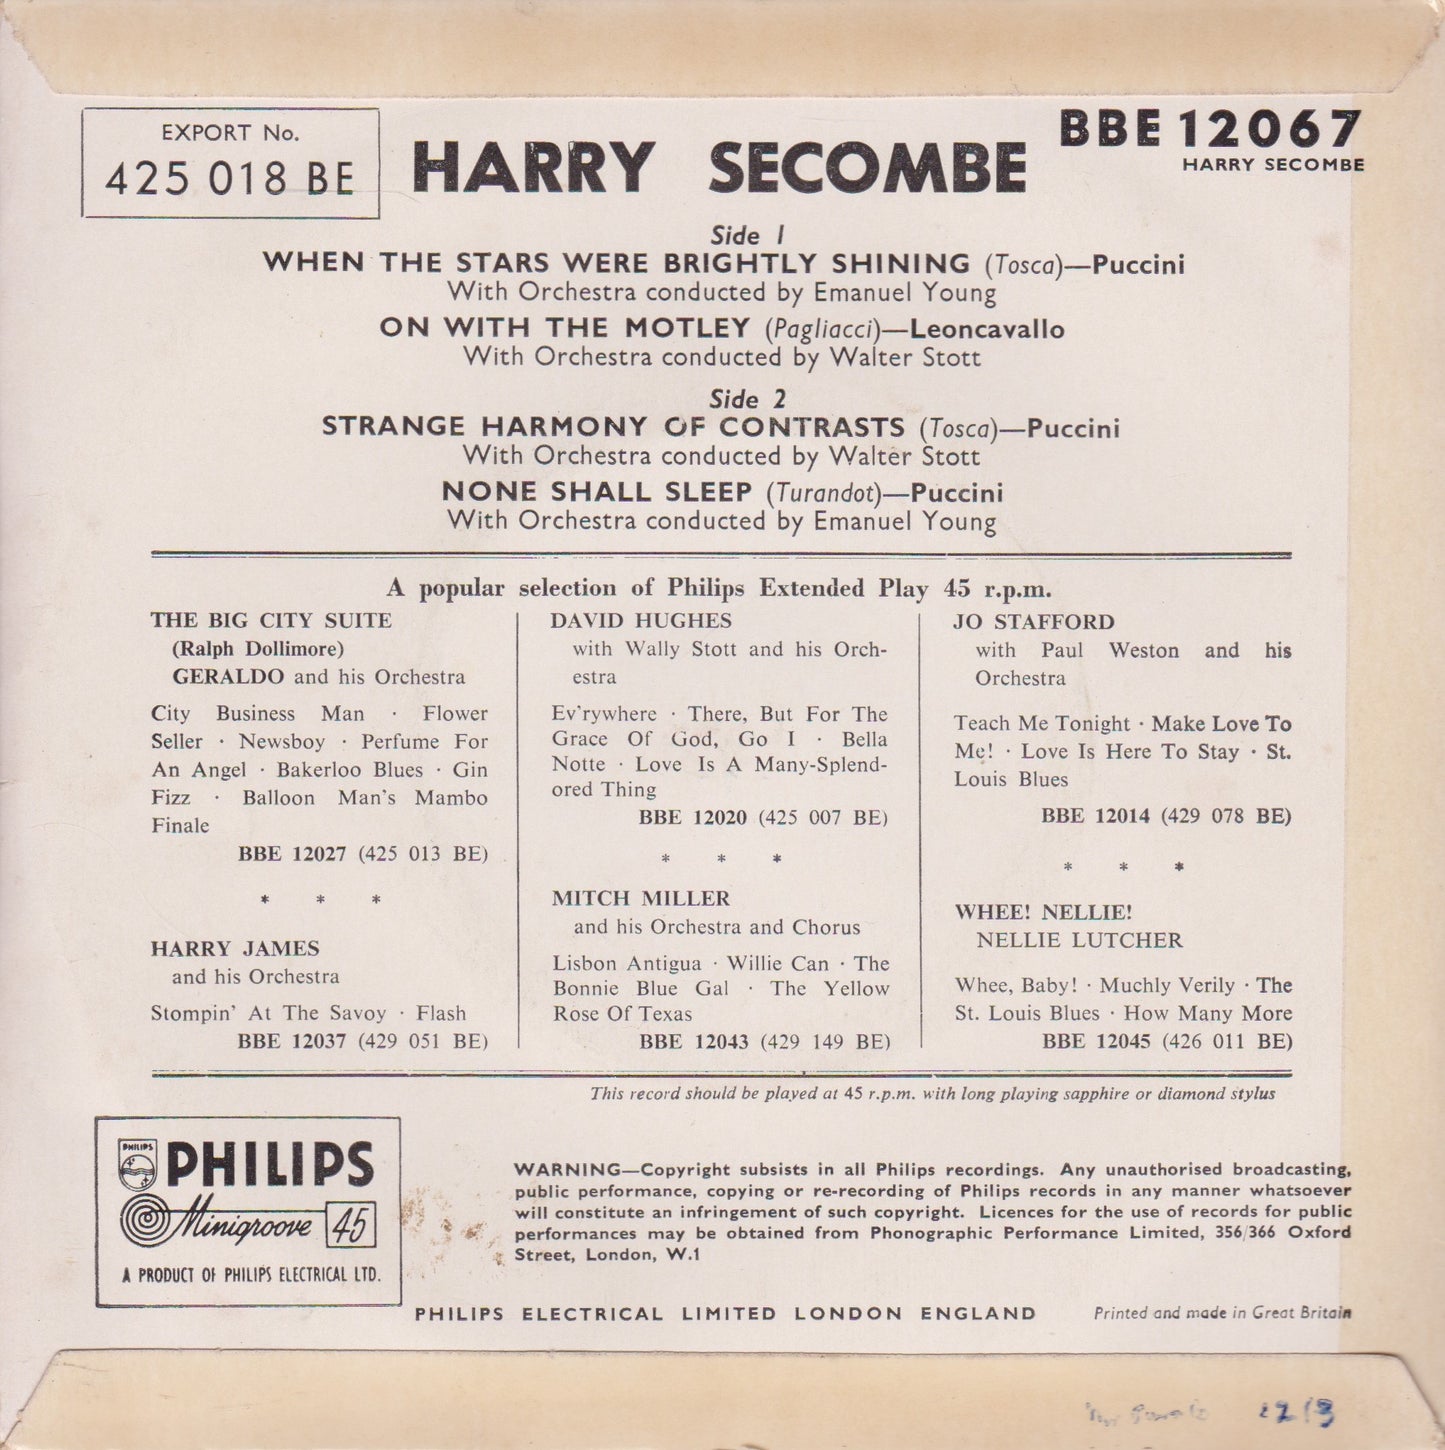 EXPORT No.
425 018 BE
HARRY SECOMBE
BBE 12067
HARRY SECOMBE
Side 1
WHEN THE STARS WERE BRIGHTLY SHINING (Tosca)—Puccini
With Orchestra conducted by Emanuel Young
ON WITH THE MOTLEY (Pagliacci)—Leoncavallo
With Orchestra conducted by Walter Stott
Side 2
STRANGE HARMONY OF CONTRASTS (Tosca)—Puccini
With Orchestra conducted by Walter Stott
NONE SHALL SLEEP (Turandot)—Puccini
With Orchestra conducted by Emanuel Young
A popular selection of Philips Extended Play 45 r.p.m.
THE BIG CITY SUITE
(Ralph Dollimore)
GERALDO and his Orchestra
City Business Man · Flower
Seller · Newsboy · Perfume For
An Angel · Bakerloo Blues · Gin
Fizz · Balloon Man's Mambo
Finale
BBE 12027 (425 013 BE)
* * *
HARRY JAMES
and his Orchestra
Stompin' At The Savoy · Flash
BBE 12037 (429 051 BE)
DAVID HUGHES
with Wally Stott and his Orch-
estra
Ev'rywhere · There, But For The
Grace Of God, Go I · Bella
Notte · Love Is A Many-Splend-
ored Thing
BBE 12020 (425 007 BE)
* * *
MITCH MILLER
and his Orchestra and Chorus
Lisbon Antigua · Willie Can · The
Bonnie Blue Gal · The Yellow
Rose Of Texas
BBE 12043 (429 149 BE)
JO STAFFORD
with Paul Weston and his
Orchestra
Teach Me Tonight · Make Love To
Me! · Love Is Here To Stay · St.
Louis Blues
BBE 12014 (429 078 BE)
* * *
WHEE! NELLIE!
NELLIE LUTCHER
Whee, Baby! · Muchly Verily · The
St. Louis Blues · How Many More
BBE 12045 (426 011 BE)
This record should be played at 45 r.p.m. with long playing sapphire or diamond stylus
PHILIPS
PHILIPS
Minigroove 45
A PRODUCT OF PHILIPS ELECTRICAL LTD.
WARNING—Copyright subsists in all Philips recordings. Any unauthorised broadcasting,
public performance, copying or re-recording of Philips records in any manner whatsoever
will constitute an infringement of such copyright. Licences for the use of records for public
performances may be obtained from Phonographic Performance Limited, 356/366 Oxford
Street, London, W.1
PHILIPS ELECTRICAL LIMITED LONDON ENGLAND
Printed and made in Great Britain